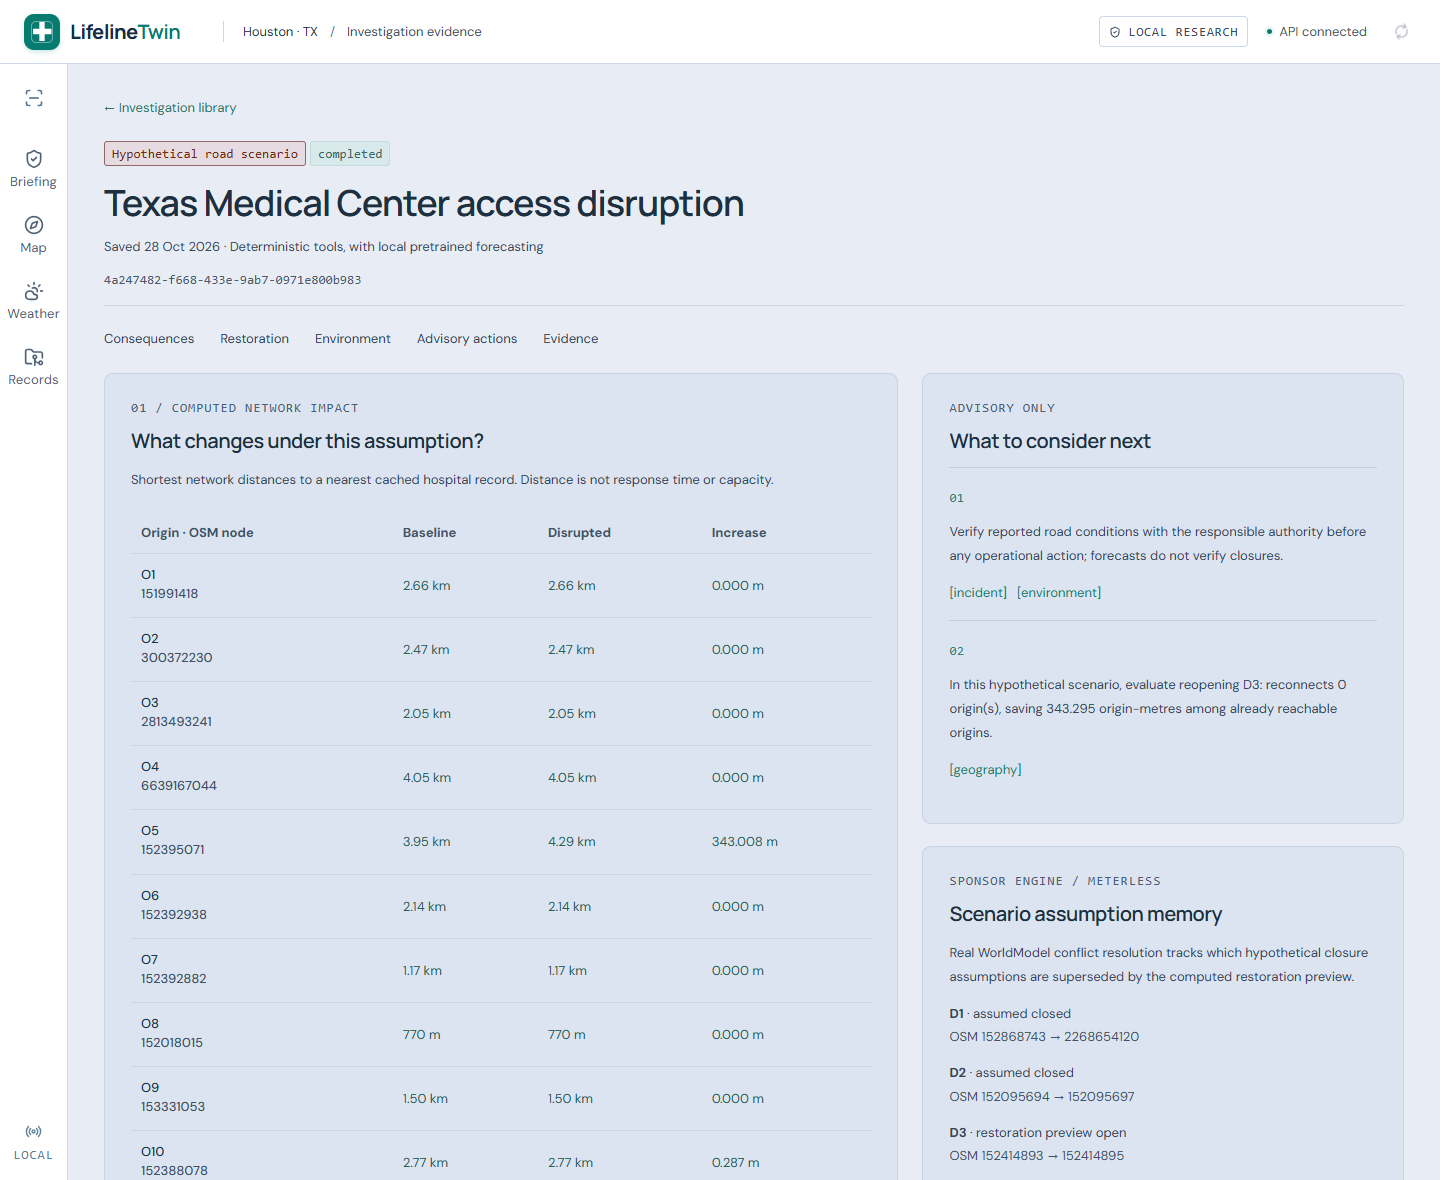 LifelineTwin
Houston · TX / Investigation evidence
LOCAL RESEARCH
API connected
Briefing
Map
Weather
Records
LOCAL
← Investigation library
Hypothetical road scenario
completed
Texas Medical Center access disruption
Saved 28 Oct 2026 · Deterministic tools, with local pretrained forecasting
4a247482-f668-433e-9ab7-0971e800b983
Consequences Restoration Environment Advisory actions Evidence
01 / COMPUTED NETWORK IMPACT
What changes under this assumption?
Shortest network distances to a nearest cached hospital record. Distance is not response time or capacity.
Origin · OSM node Baseline Disrupted Increase
O1
151991418 2.66 km 2.66 km 0.000 m
O2
300372230 2.47 km 2.47 km 0.000 m
O3
2813493241 2.05 km 2.05 km 0.000 m
O4
6639167044 4.05 km 4.05 km 0.000 m
O5
152395071 3.95 km 4.29 km 343.008 m
O6
152392938 2.14 km 2.14 km 0.000 m
O7
152392882 1.17 km 1.17 km 0.000 m
O8
152018015 770 m 770 m 0.000 m
O9
153331053 1.50 km 1.50 km 0.000 m
O10
152388078 2.77 km 2.77 km 0.287 m
ADVISORY ONLY
What to consider next
01
Verify reported road conditions with the responsible authority before
any operational action; forecasts do not verify closures.
[incident] [environment]
02
In this hypothetical scenario, evaluate reopening D3: reconnects 0
origin(s), saving 343.295 origin-metres among already reachable
origins.
[geography]
SPONSOR ENGINE / METERLESS
Scenario assumption memory
Real WorldModel conflict resolution tracks which hypothetical closure
assumptions are superseded by the computed restoration preview.
D1 · assumed closed
OSM 152868743 → 2268654120
D2 · assumed closed
OSM 152095694 → 152095697
D3 · restoration preview open
OSM 152414893 → 152414895